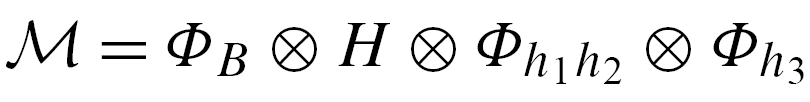 ℳ = Φ_B ⊗ H ⊗ Φ_{h_1 h_2} ⊗ Φ_{h_3}